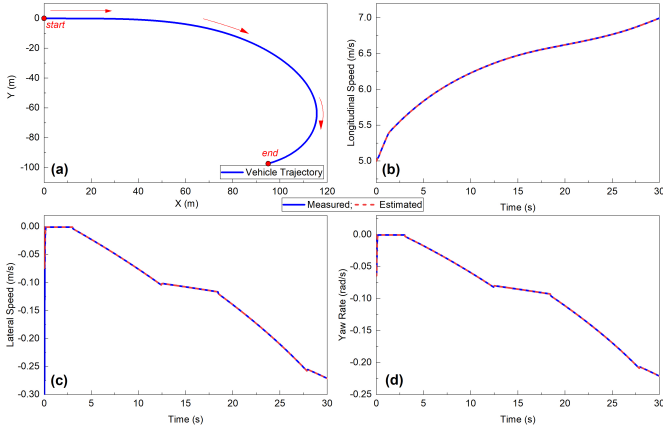 0
-20
-40
-60
-80
-100
Y (m)
start
end
(a)
Vehicle Trajectory
0 20 40 60 80 100 120
X (m)
7.0
6.5
6.0
5.5
5.0
Longitudinal Speed (m/s)
(b)
0 5 10 15 20 25 30
Time (s)
Measured; Estimated
0.00
-0.05
-0.10
-0.15
-0.20
-0.25
-0.30
Lateral Speed (m/s)
(c)
0 5 10 15 20 25 30
Time (s)
0.00
-0.05
-0.10
-0.15
-0.20
-0.25
Yaw Rate (rad/s)
(d)
0 5 10 15 20 25 30
Time (s)